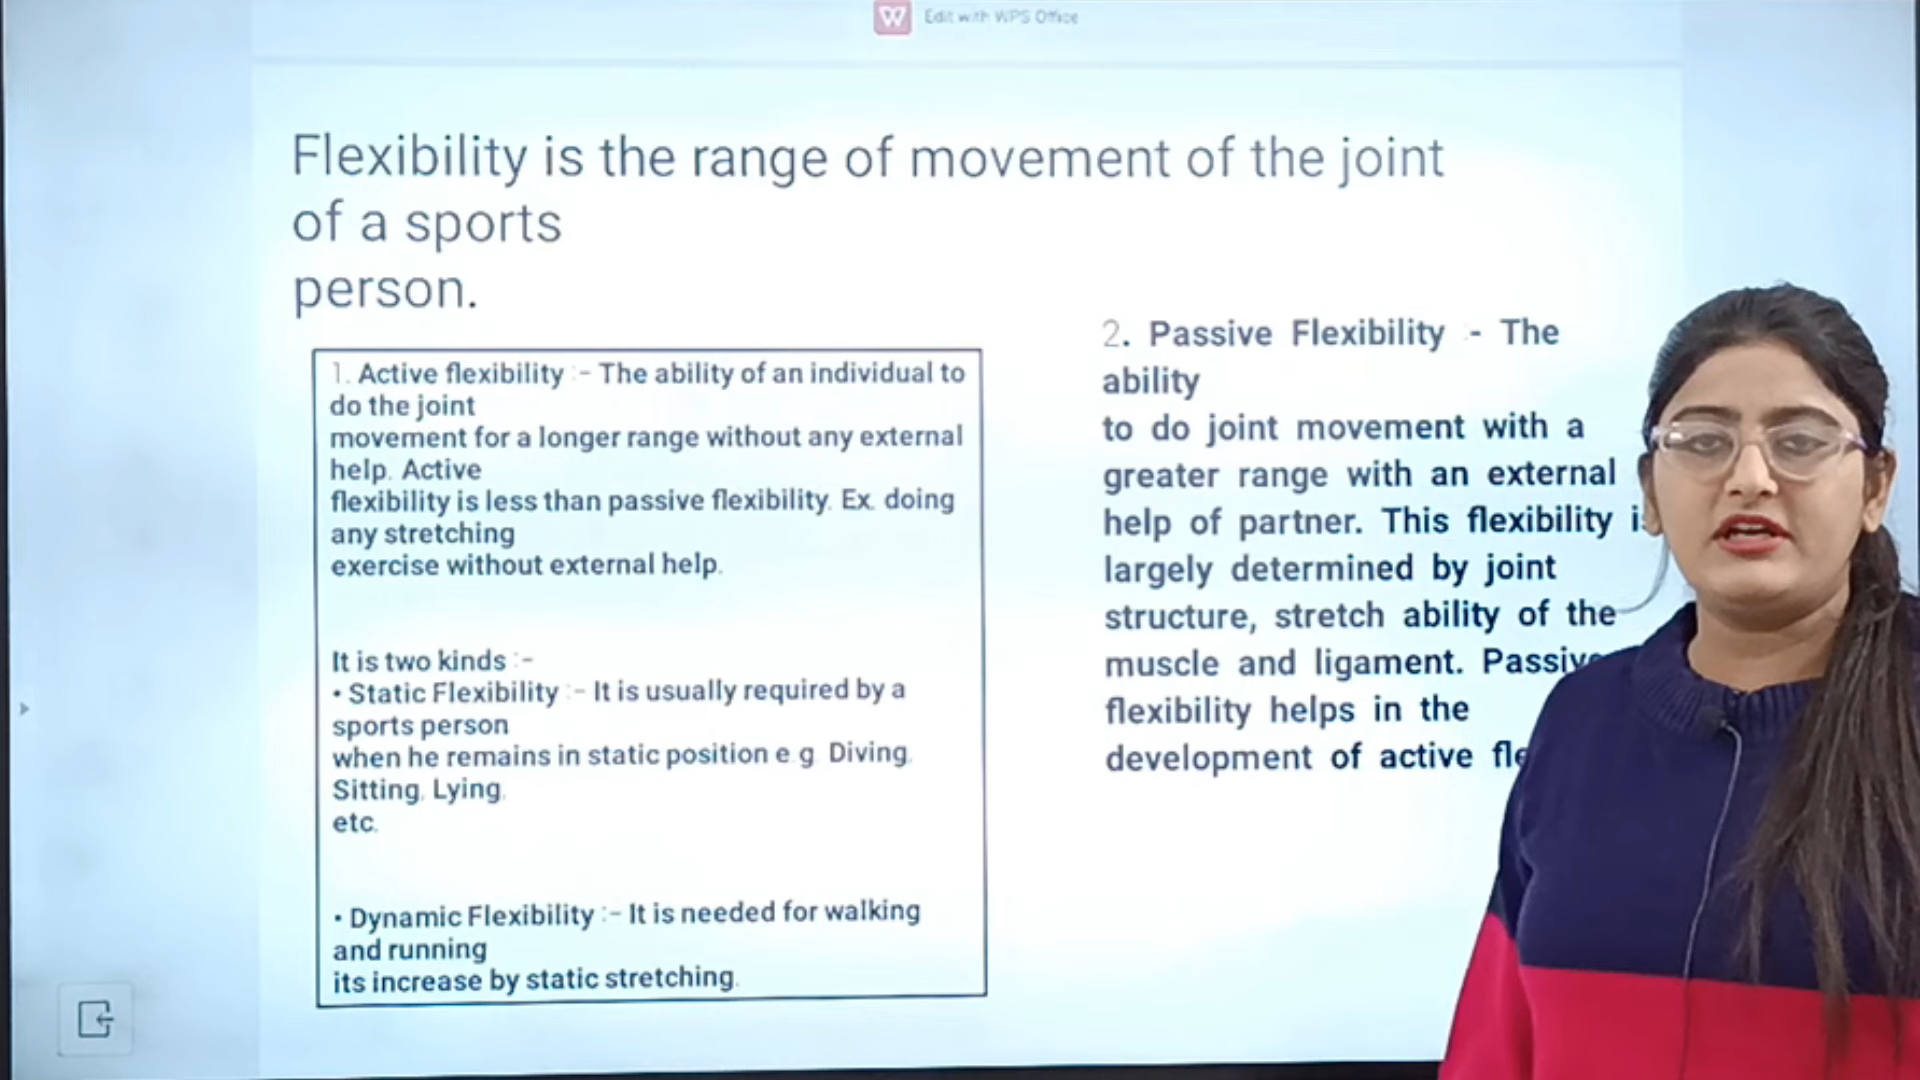 Edit with WPS Office
Flexibility is the range of movement of the joint
of a sports
person.
1. Active flexibility :- The ability of an individual to
do the joint
movement for a longer range without any external
help. Active
flexibility is less than passive flexibility. Ex. doing
any stretching
exercise without external help.
It is two kinds :-
• Static Flexibility :- It is usually required by a
sports person
when he remains in static position e.g. Diving,
Sitting, Lying,
etc.
• Dynamic Flexibility :- It is needed for walking
and running
its increase by static stretching.
2. Passive Flexibility :- The
ability
to do joint movement with a
greater range with an external
help of partner. This flexibility is
largely determined by joint
structure, stretch ability of the
muscle and ligament. Passive
flexibility helps in the
development of active